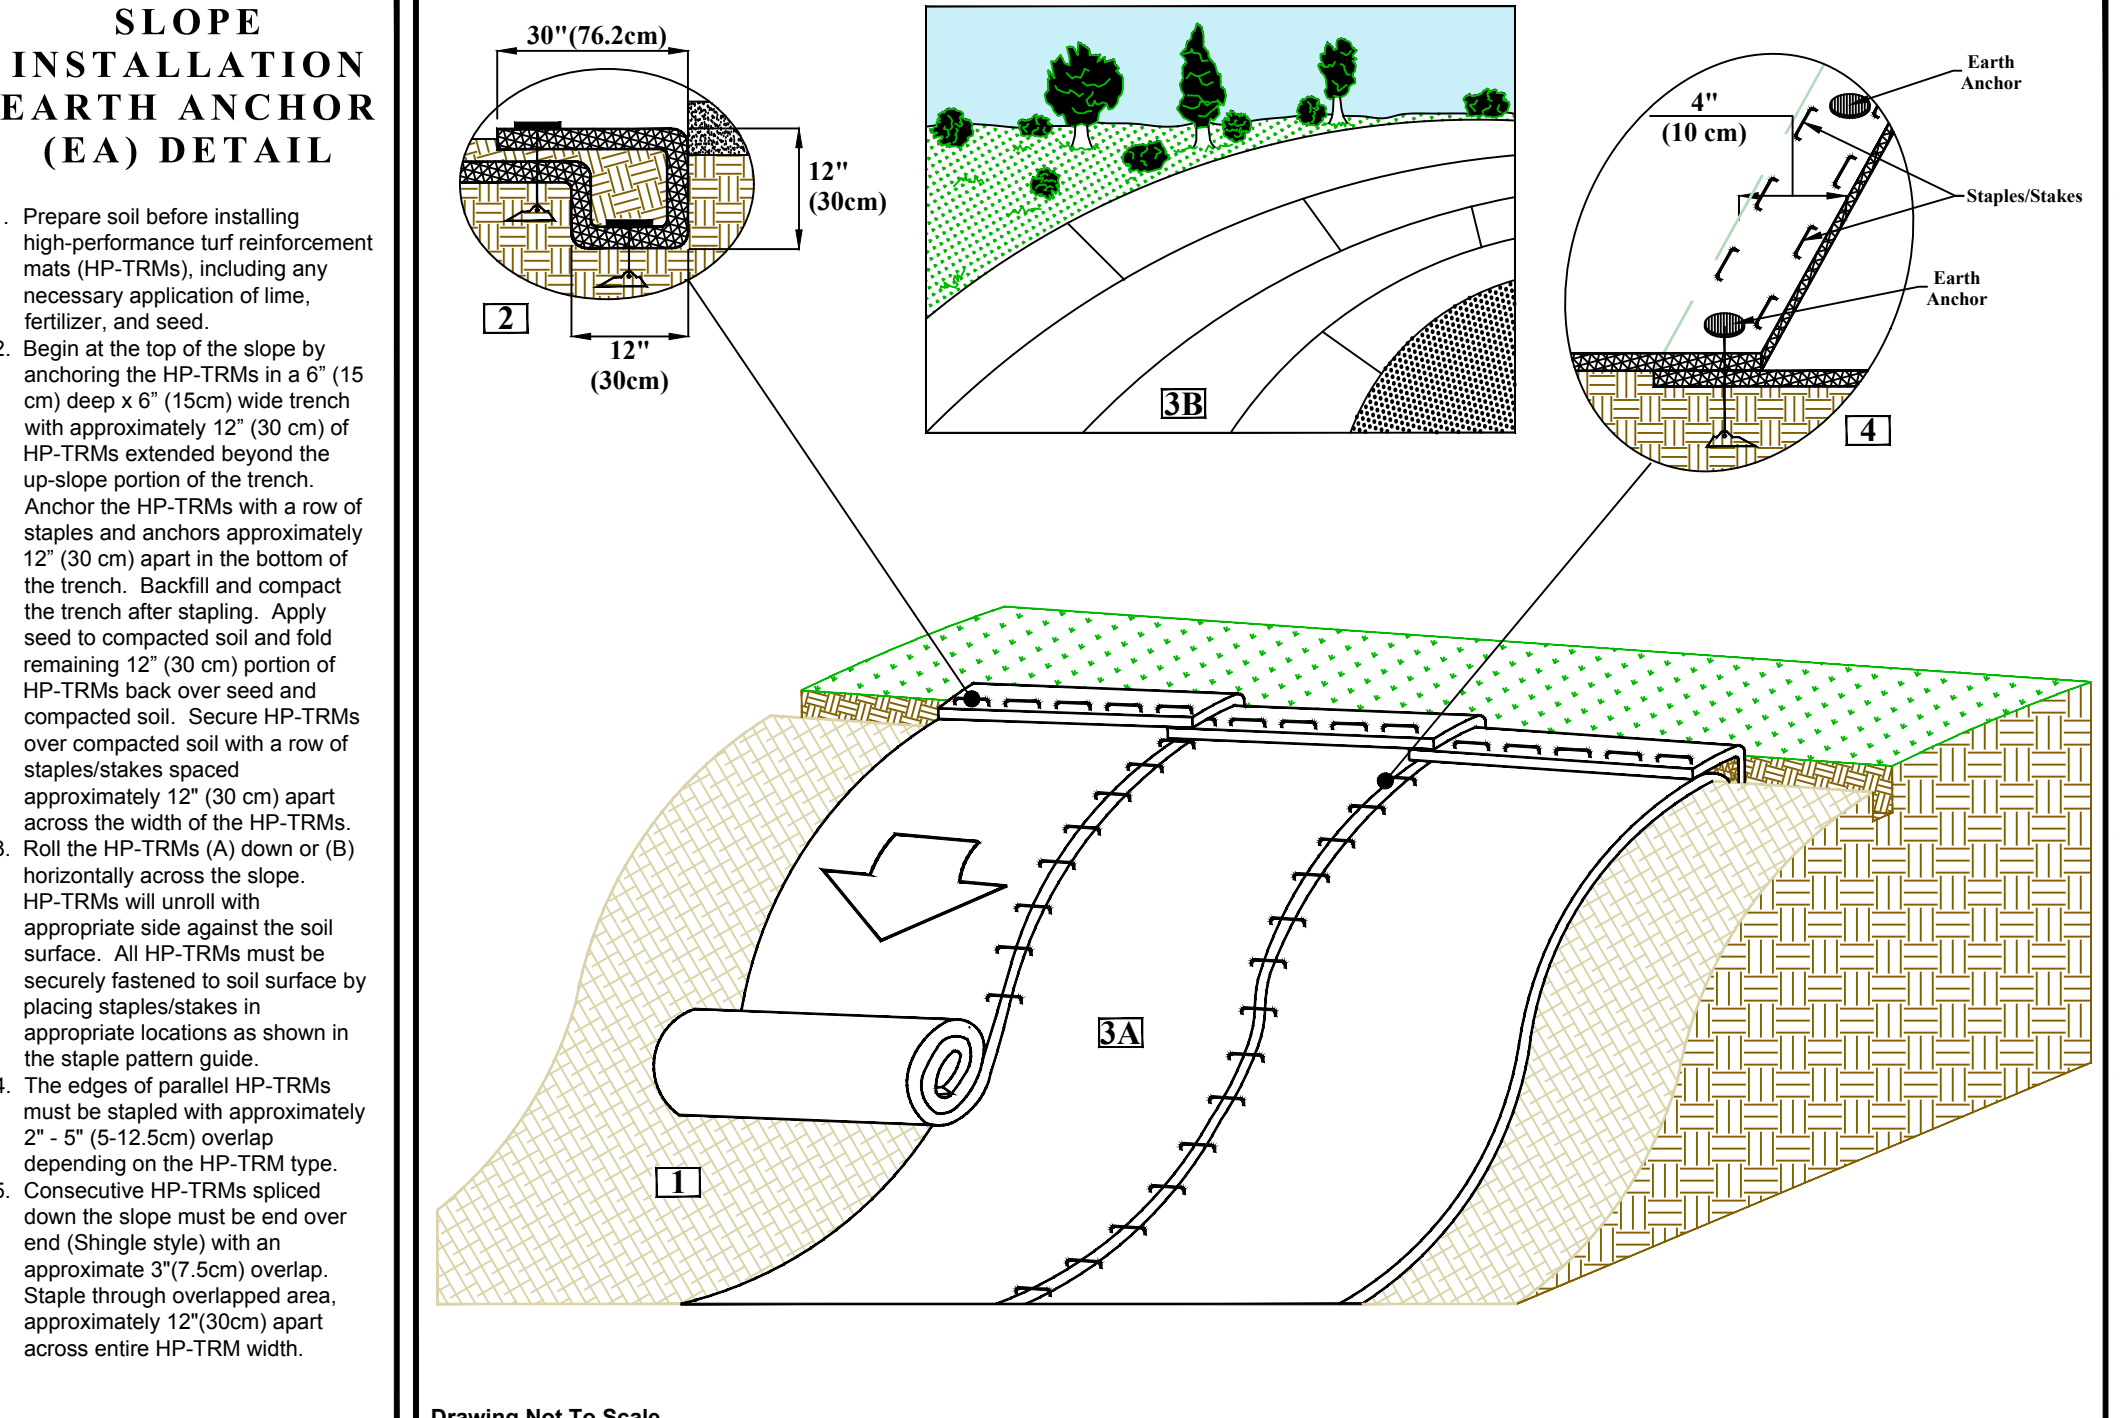 SLOPE
INSTALLATION
EARTH ANCHOR
(EA) DETAIL
. Prepare soil before installing
high-performance turf reinforcement
mats (HP-TRMs), including any
necessary application of lime,
fertilizer, and seed.
2. Begin at the top of the slope by
anchoring the HP-TRMs in a 6” (15
cm) deep x 6” (15cm) wide trench
with approximately 12” (30 cm) of
HP-TRMs extended beyond the
up-slope portion of the trench.
Anchor the HP-TRMs with a row of
staples and anchors approximately
12” (30 cm) apart in the bottom of
the trench. Backfill and compact
the trench after stapling. Apply
seed to compacted soil and fold
remaining 12” (30 cm) portion of
HP-TRMs back over seed and
compacted soil. Secure HP-TRMs
over compacted soil with a row of
staples/stakes spaced
approximately 12" (30 cm) apart
across the width of the HP-TRMs.
3. Roll the HP-TRMs (A) down or (B)
horizontally across the slope.
HP-TRMs will unroll with
appropriate side against the soil
surface. All HP-TRMs must be
securely fastened to soil surface by
placing staples/stakes in
appropriate locations as shown in
the staple pattern guide.
4. The edges of parallel HP-TRMs
must be stapled with approximately
2" - 5" (5-12.5cm) overlap
depending on the HP-TRM type.
5. Consecutive HP-TRMs spliced
down the slope must be end over
end (Shingle style) with an
approximate 3"(7.5cm) overlap.
Staple through overlapped area,
approximately 12"(30cm) apart
across entire HP-TRM width.
30"(76.2cm)
12"
(30cm)
2
12"
(30cm)
3B
4"
(10 cm)
Earth
Anchor
Staples/Stakes
Earth
Anchor
4
3A
1
Drawing Not To Scale